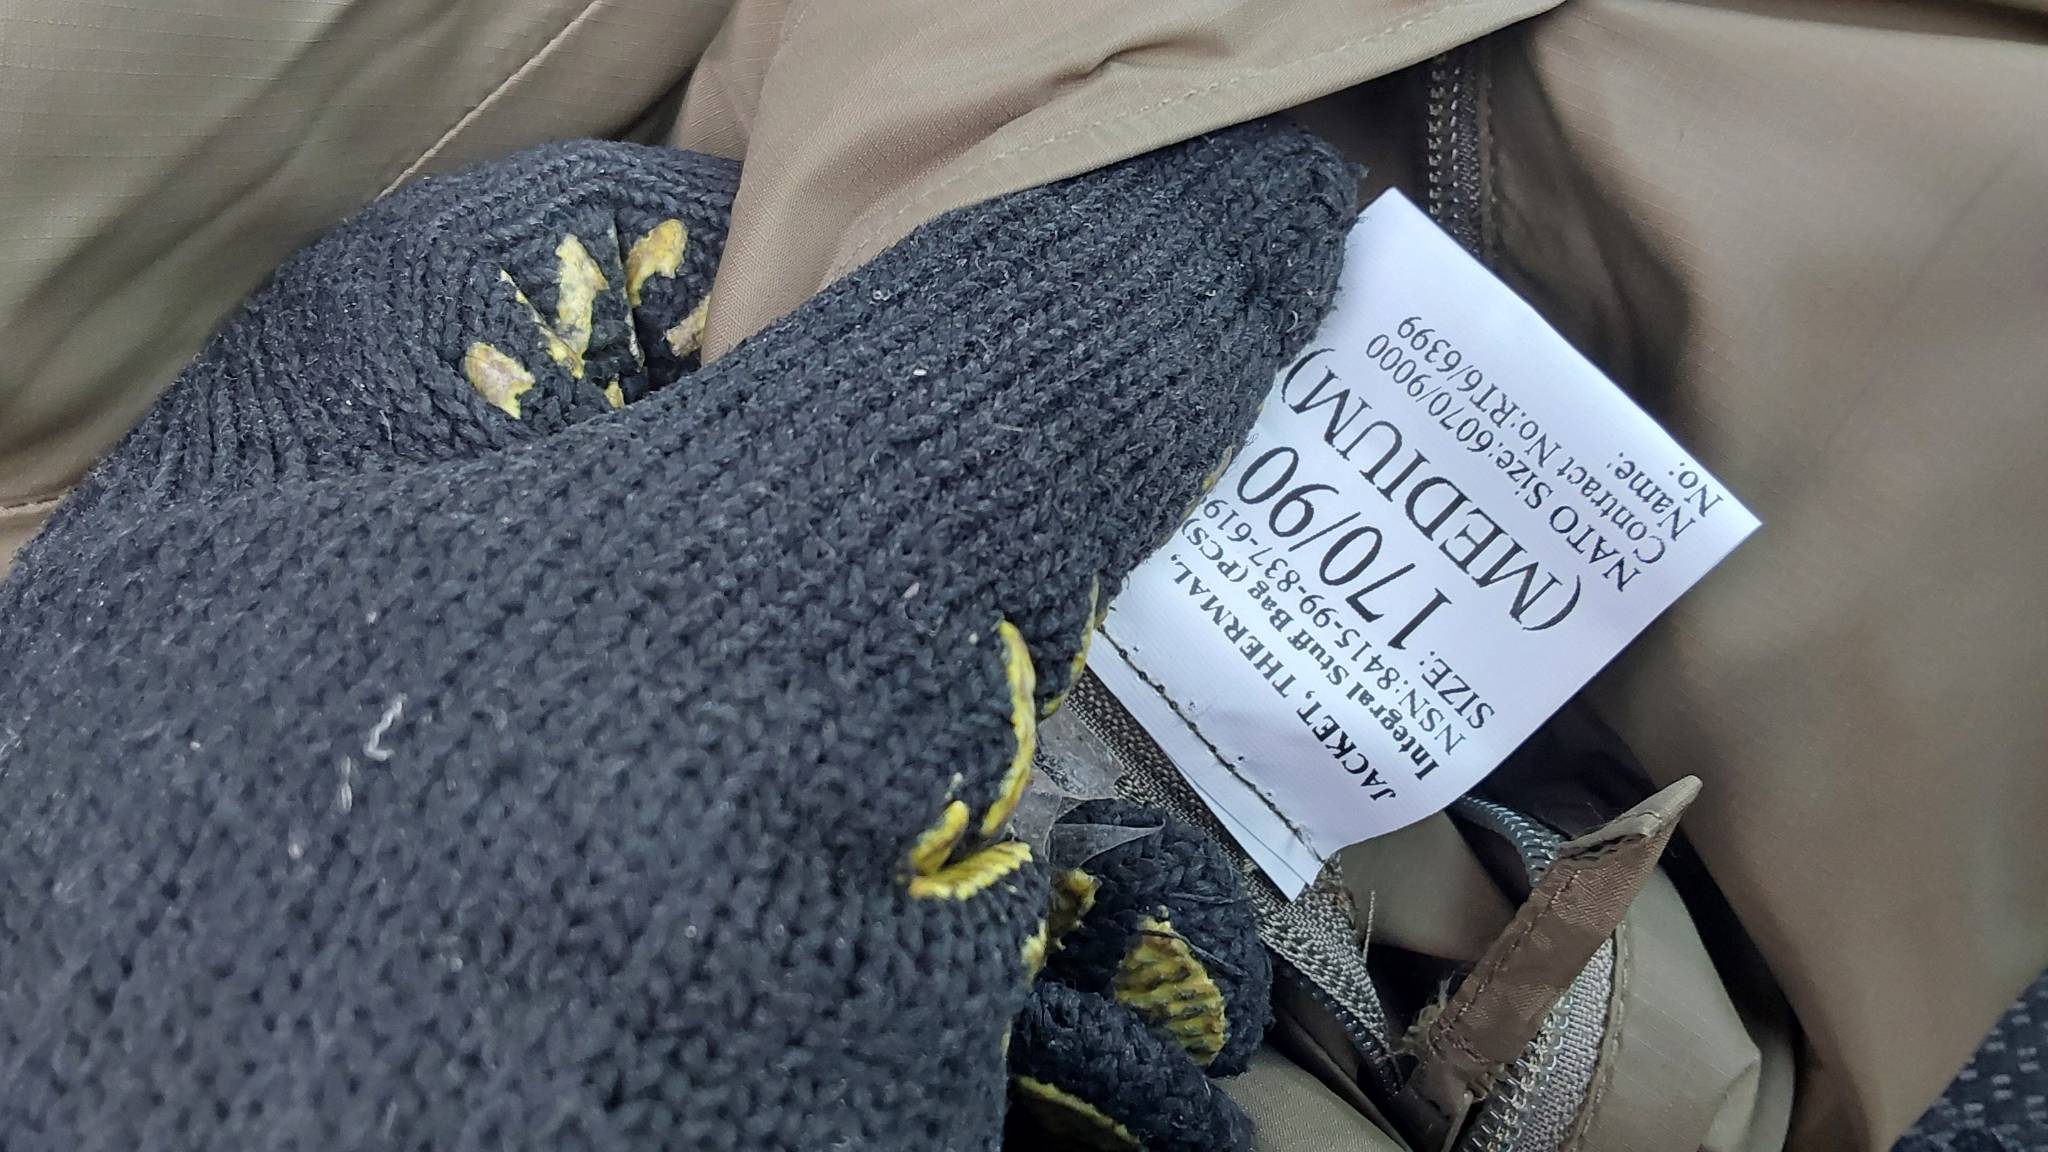 JACKET, THERMAL,
Integral Stuff Bag (PCS)
NSN:8415-99-837-619
SIZE: 170/90
(MEDIUM)
NATO Size:6070/9000
Contract No:RT6/6399
Name:
No: